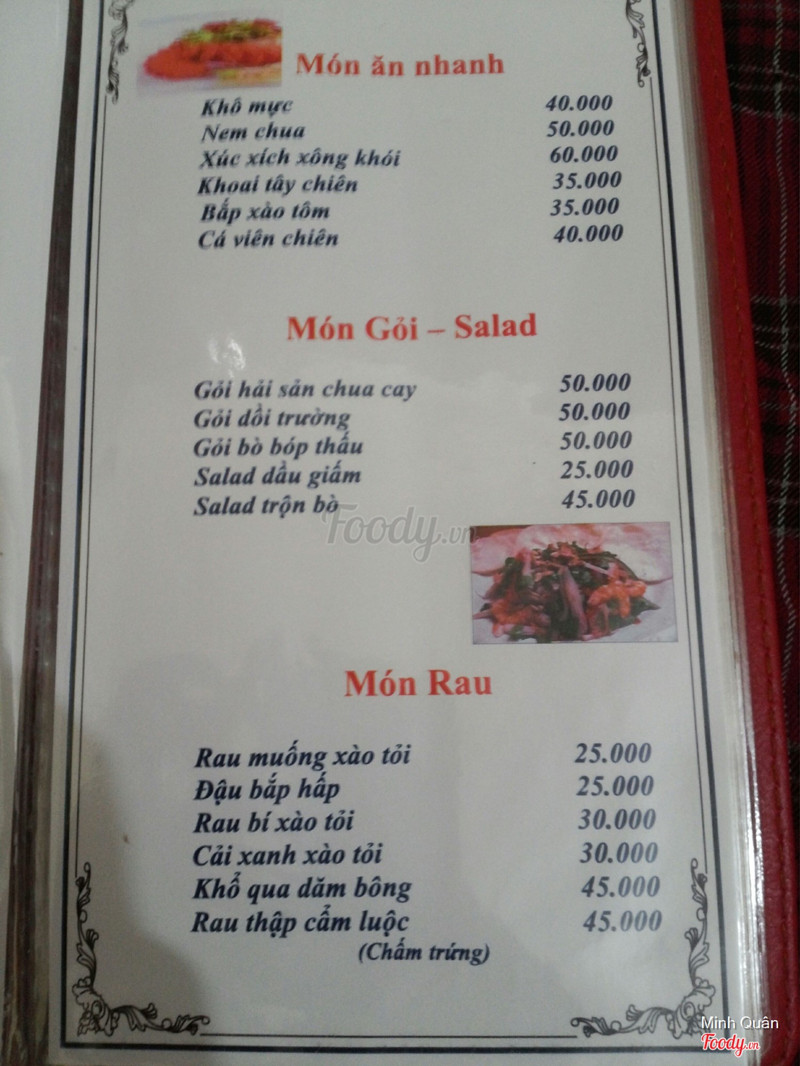 Món ăn nhanh
Khô mực 40.000
Nem chua 50.000
Xúc xích xông khói 60.000
Khoai tây chiên 35.000
Bắp xào tôm 35.000
Cá viên chiên 40.000
Món Gỏi – Salad
Gỏi hải sản chua cay 50.000
Gỏi dồi trường 50.000
Gỏi bò bóp thấu 50.000
Salad dầu giấm 25.000
Salad trộn bò 45.000
Foody.vn
Món Rau
Rau muống xào tỏi 25.000
Đậu bắp hấp 25.000
Rau bí xào tỏi 30.000
Cải xanh xào tỏi 30.000
Khổ qua dăm bông 45.000
Rau thập cẩm luộc 45.000
(Chấm trứng)
Minh Quân
Foody.vn